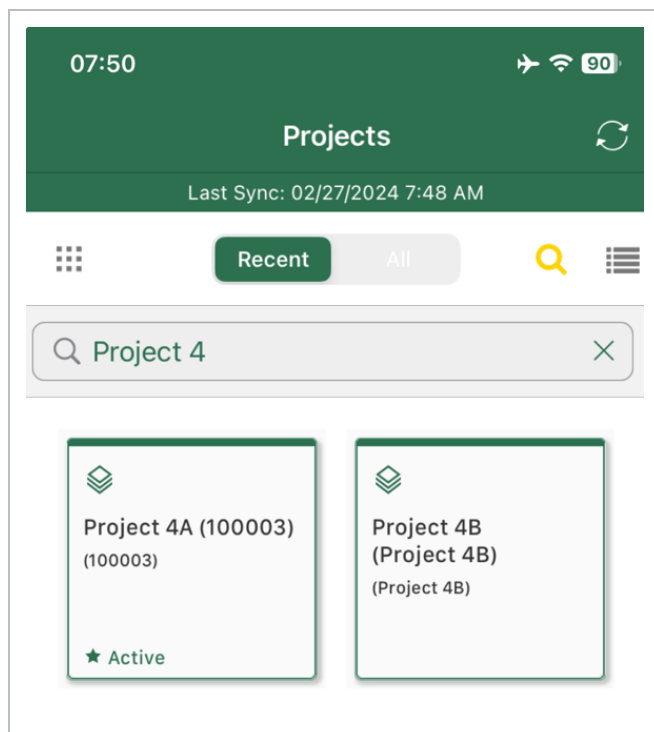 07:50
90
Projects
Last Sync: 02/27/2024 7:48 AM
Recent
All
Project 4
Project 4A (100003)
(100003)
Active
Project 4B
(Project 4B)
(Project 4B)